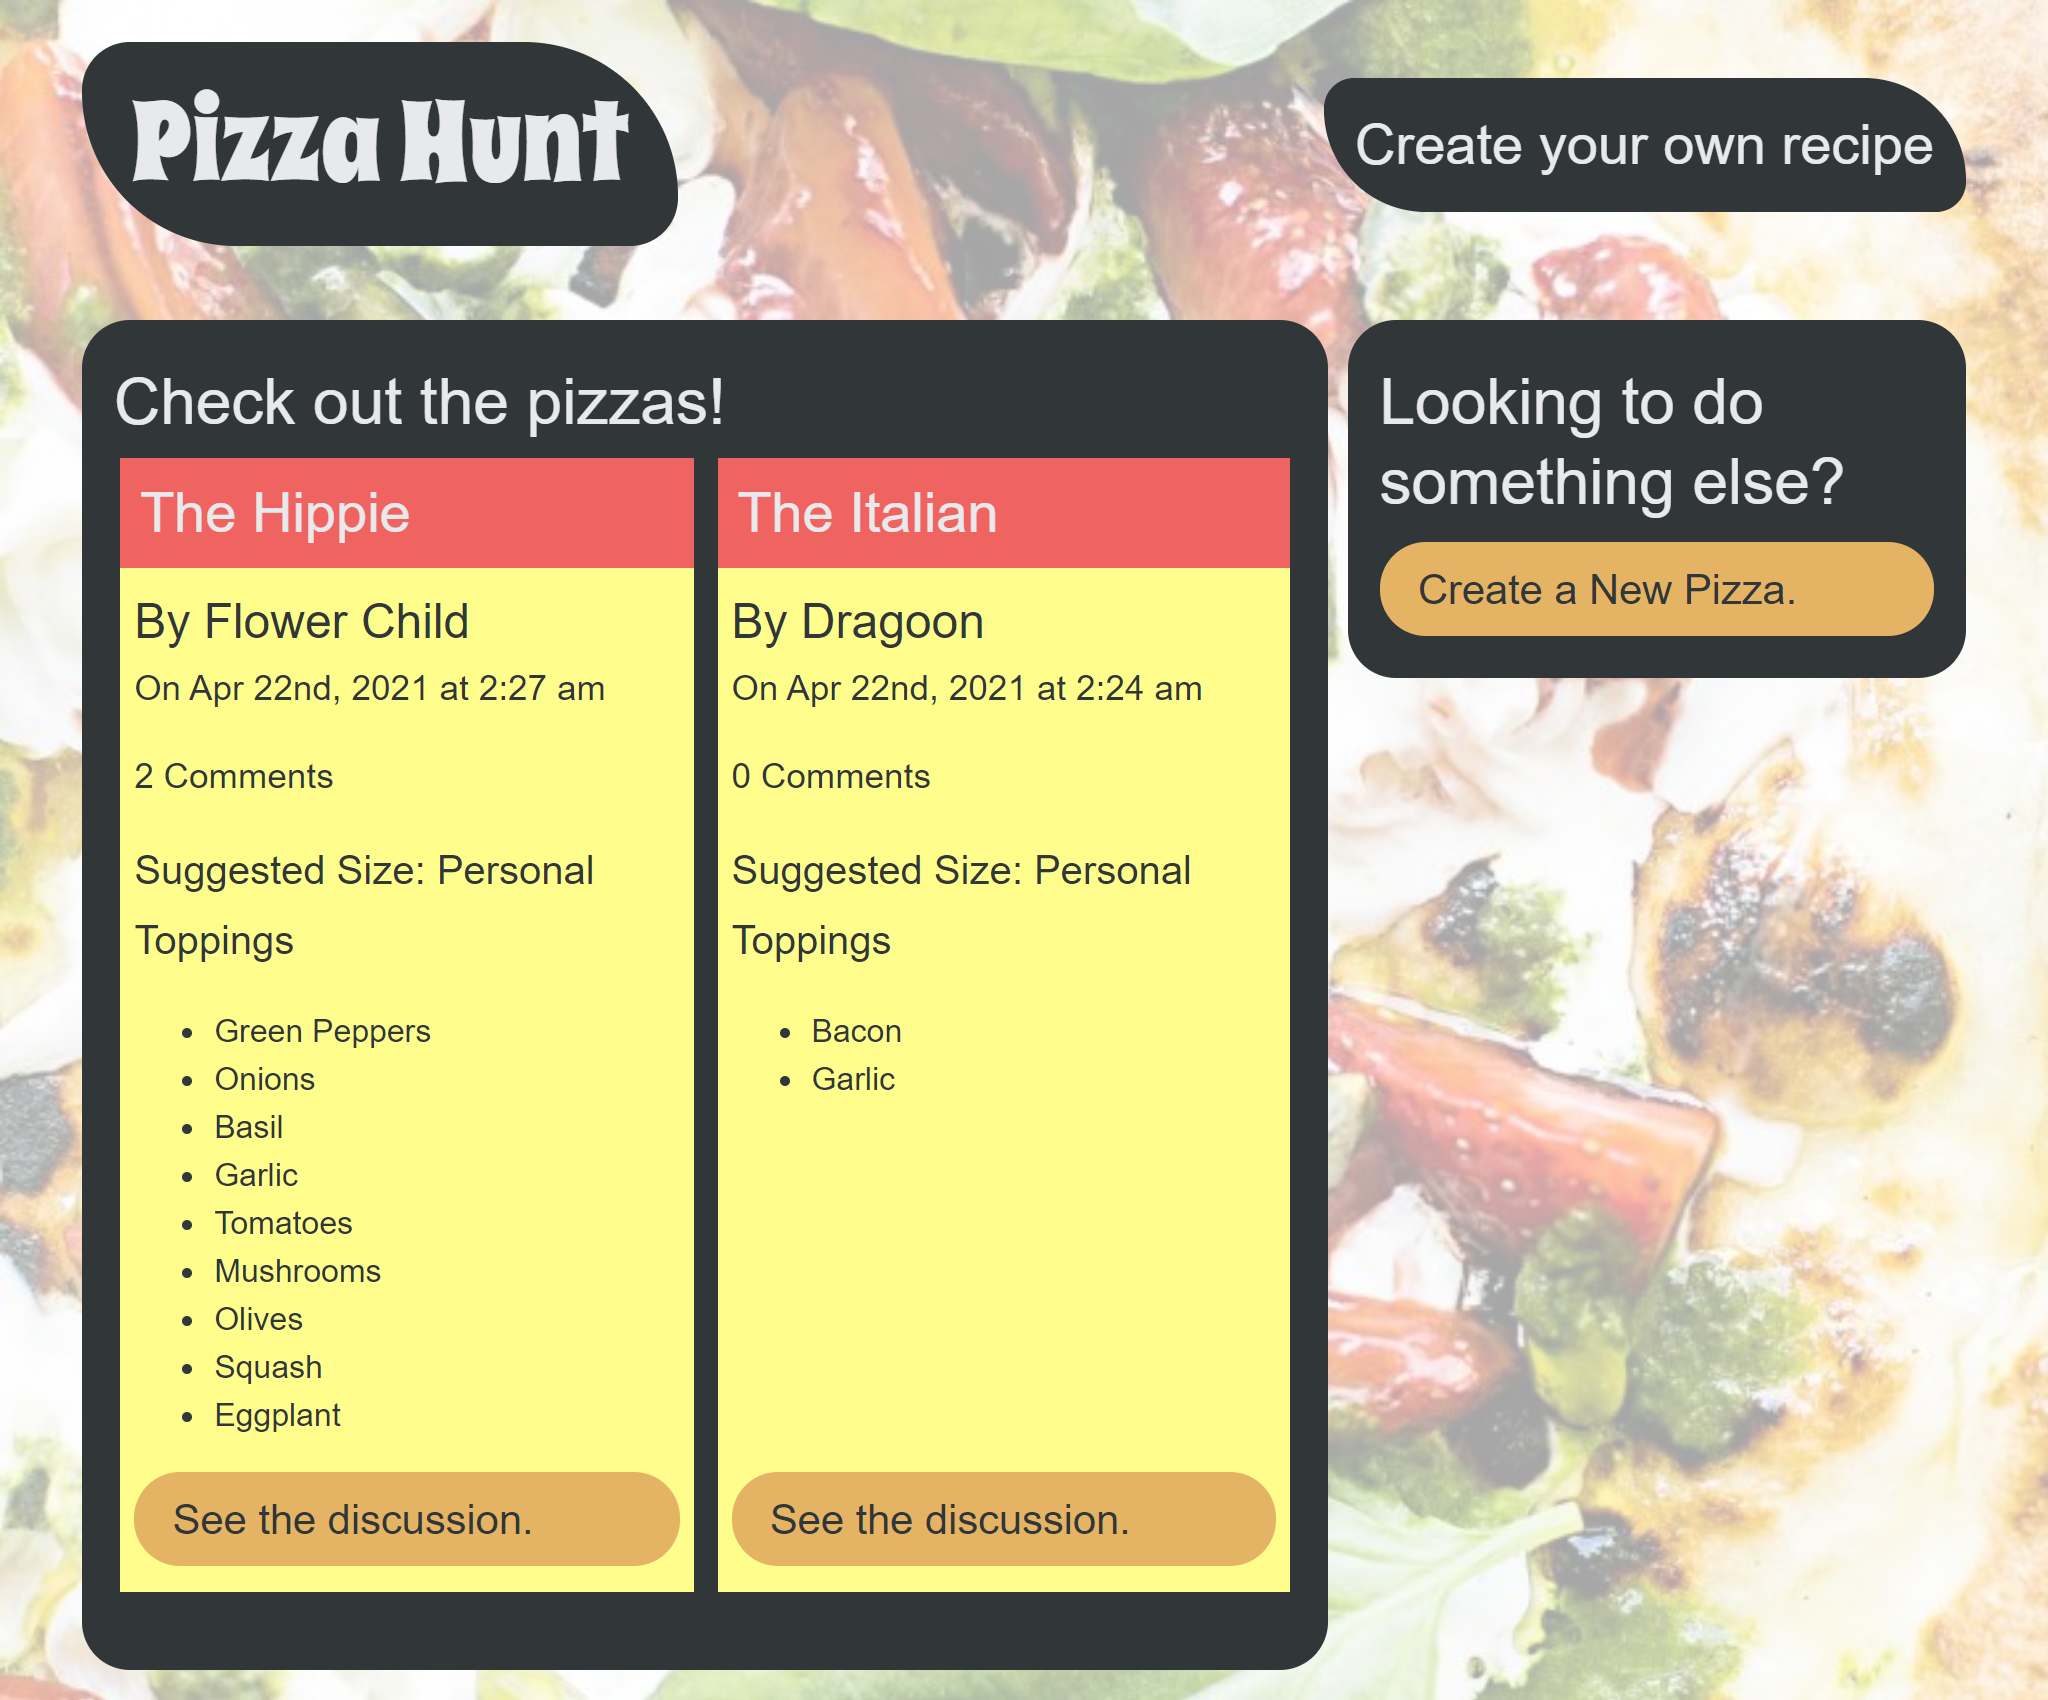 Pizza Hunt
Create your own recipe
Check out the pizzas!
The Hippie
By Flower Child
On Apr 22nd, 2021 at 2:27 am
2 Comments
Suggested Size: Personal
Toppings
Green Peppers
Onions
Basil
Garlic
Tomatoes
Mushrooms
Olives
Squash
Eggplant
See the discussion.
The Italian
By Dragoon
On Apr 22nd, 2021 at 2:24 am
0 Comments
Suggested Size: Personal
Toppings
Bacon
Garlic
See the discussion.
Looking to do
something else?
Create a New Pizza.